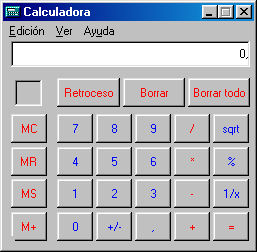 Calculadora
Edición Ver Ayuda
0,
Retroceso Borrar Borrar todo
MC 7 8 9 / sqrt
MR 4 5 6 * %
MS 1 2 3 - 1/x
M+ 0 +/- , + =